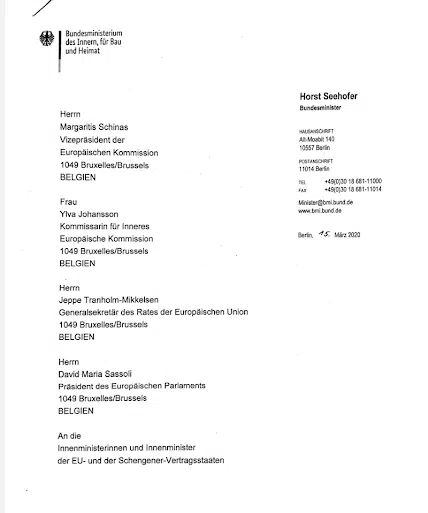 Bundesministerium
des Innern, für Bau
und Heimat
Horst Seehofer
Bundesminister
HAUSANSCHRIFT
Alt-Moabit 140
10557 Berlin
POSTANSCHRIFT
11014 Berlin
TEL +49(0)30 18 681-11000
FAX +49(0)30 18 681-11014
Minister@bmi.bund.de
www.bmi.bund.de
Berlin, 15. März 2020
Herrn
Margaritis Schinas
Vizepräsident der
Europäischen Kommission
1049 Bruxelles/Brussels
BELGIEN
Frau
Ylva Johansson
Kommissarin für Inneres
Europäische Kommission
1049 Bruxelles/Brussels
BELGIEN
Herrn
Jeppe Tranholm-Mikkelsen
Generalsekretär des Rates der Europäischen Union
1049 Bruxelles/Brussels
BELGIEN
Herrn
David Maria Sassoli
Präsident des Europäischen Parlaments
1049 Bruxelles/Brussels
BELGIEN
An die
Innenministerinnen und Innenminister
der EU- und der Schengener-Vertragsstaaten